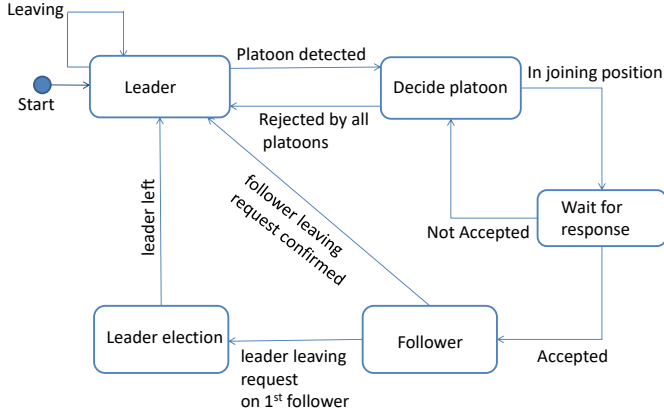 Leaving
Start
Leader
Platoon detected
Decide platoon
In joining position
Rejected by all
platoons
Wait for
response
Not Accepted
follower leaving
request confirmed
leader left
Leader election
Follower
Accepted
leader leaving
request
on 1st follower